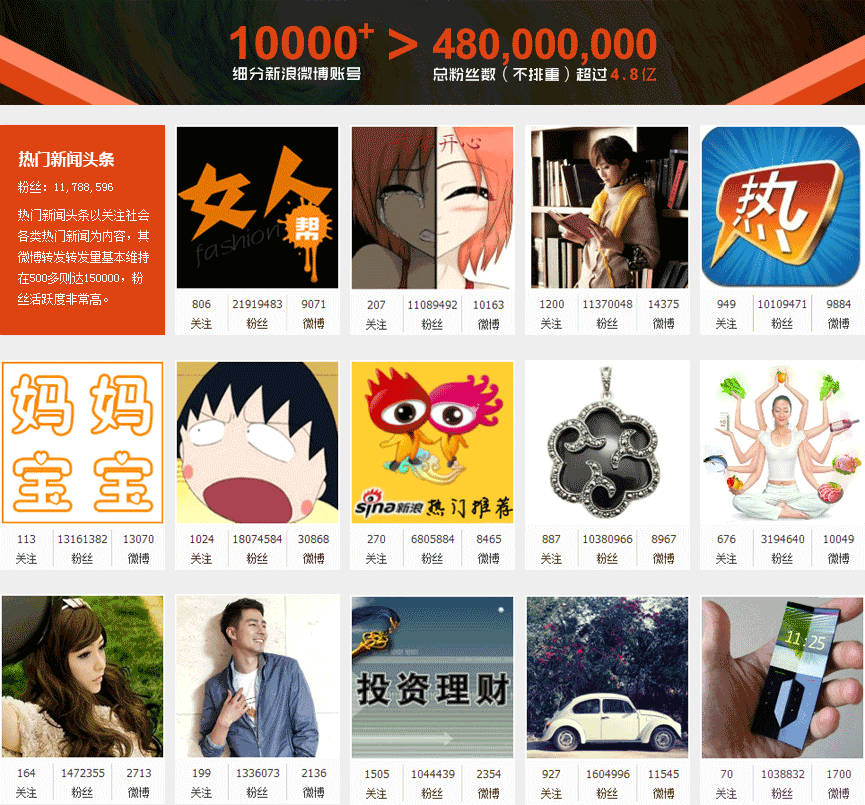 10000+ > 480,000,000
细分新浪微博账号 总粉丝数（不排重）超过4.8亿
热门新闻头条
粉丝：11,788,596
热门新闻头条以关注社会
各类热门新闻为内容，其
微博转发转发量基本维持
在500多则达150000，粉
丝活跃度非常高。
女人
帮
fashion
开心
热
806 21919483 9071
关注 粉丝 微博
207 11089492 10163
关注 粉丝 微博
1200 11370048 14375
关注 粉丝 微博
949 10109471 9884
关注 粉丝 微博
妈妈
宝宝
sina新浪 热门推荐
113 13161382 13070
关注 粉丝 微博
1024 18074584 30868
关注 粉丝 微博
270 6805884 8465
关注 粉丝 微博
887 10380966 8967
关注 粉丝 微博
676 3194640 10049
关注 粉丝 微博
投资理财
11:25
164 1472355 2713
关注 粉丝 微博
199 1336073 2136
关注 粉丝 微博
1505 1044439 2354
关注 粉丝 微博
927 1604996 11545
关注 粉丝 微博
70 1038832 1700
关注 粉丝 微博